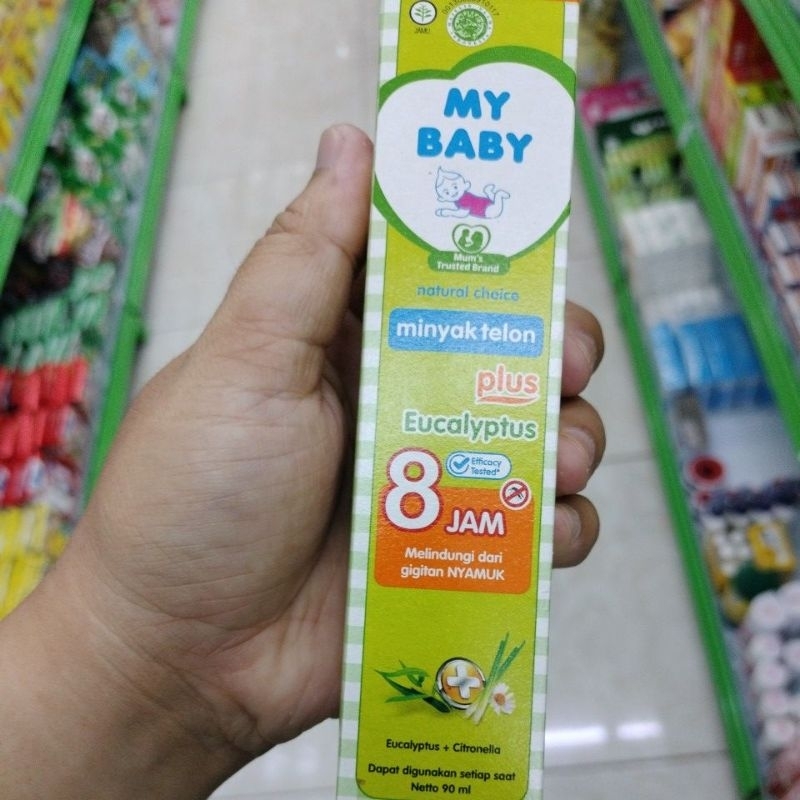 JAMU
MY
BABY
Mum's
Trusted Brand
natural choice
minyak telon
plus
Eucalyptus
8
Efficacy
Tested*
JAM
Melindungi dari
gigitan NYAMUK
Eucalyptus + Citronella
Dapat digunakan setiap saat
Netto 90 ml